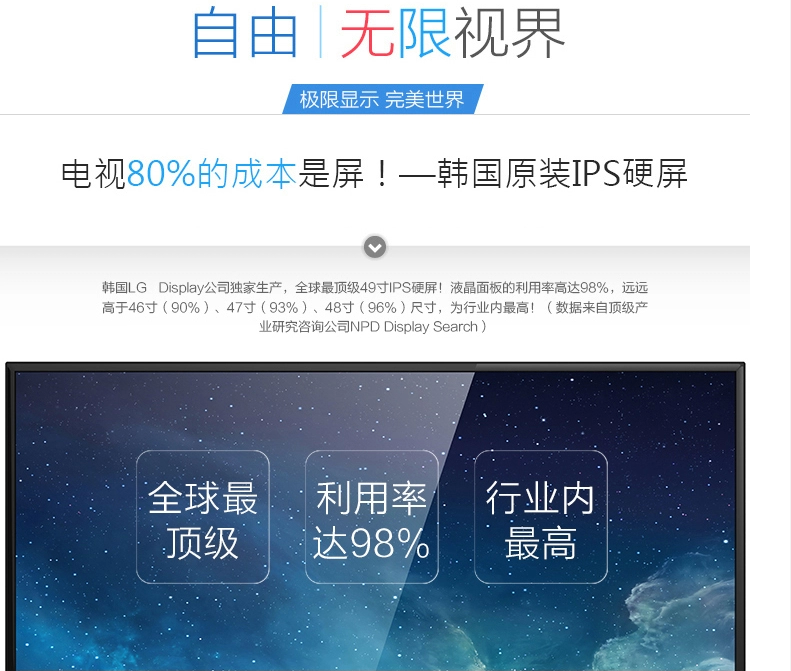 自由 | 无限视界
极限显示 完美世界
电视80%的成本是屏！—韩国原装IPS硬屏
韩国LG Display公司独家生产，全球最顶级49寸IPS硬屏！液晶面板的利用率高达98%，远远
高于46寸（90%）、47寸（93%）、48寸（96%）尺寸，为行业内最高！（数据来自顶级产
业研究咨询公司NPD Display Search）
全球最
顶级
利用率
达98%
行业内
最高